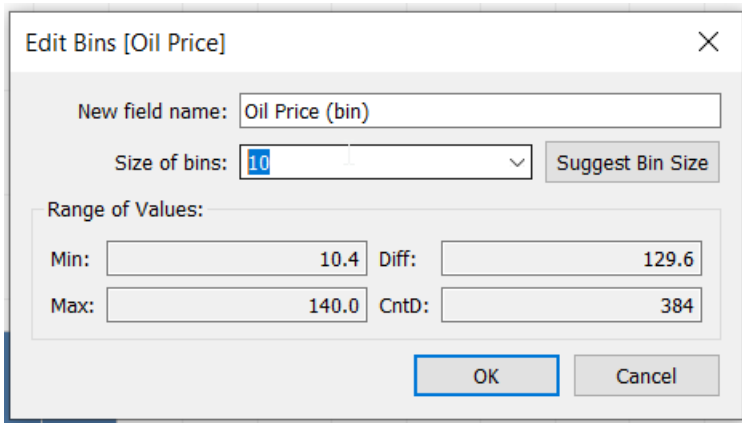 Edit Bins [Oil Price]
New field name: Oil Price (bin)
Size of bins: 10 Suggest Bin Size
Range of Values:
Min: 10.4 Diff: 129.6
Max: 140.0 CntD: 384
OK Cancel